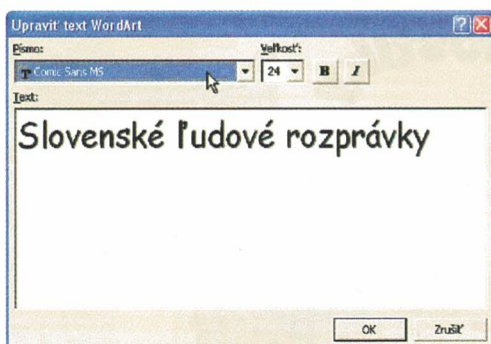 Upraviť text WordArt
Písmo:
Veľkosť:
Comic Sans MS
24
B
I
Text:
Slovenské ľudové rozprávky
OK
Zrušiť